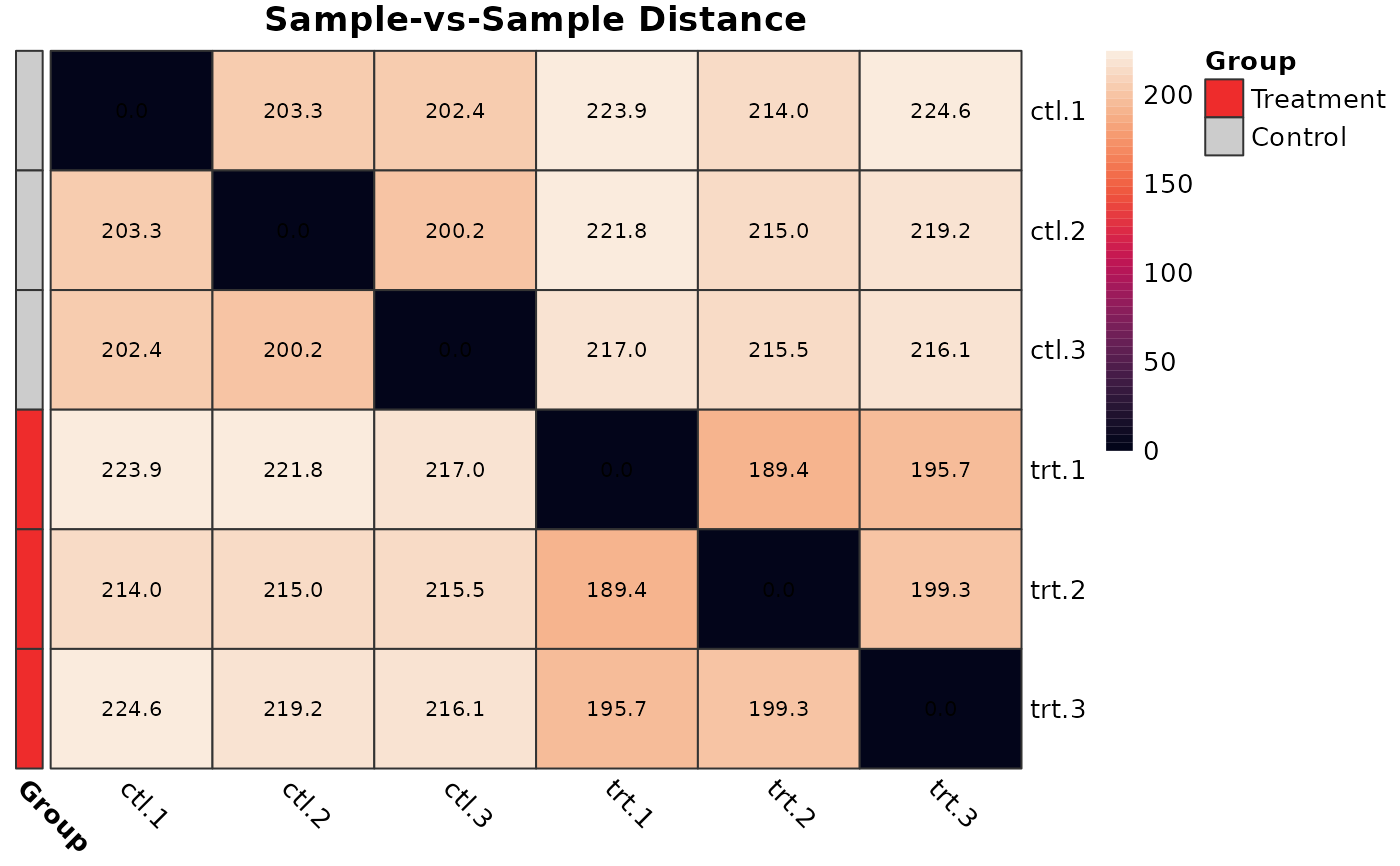 Sample-vs-Sample Distance
0.0 203.3 202.4 223.9 214.0 224.6 ctl.1
203.3 0.0 200.2 221.8 215.0 219.2 ctl.2
202.4 200.2 0.0 217.0 215.5 216.1 ctl.3
223.9 221.8 217.0 0.0 189.4 195.7 trt.1
214.0 215.0 215.5 189.4 0.0 199.3 trt.2
224.6 219.2 216.1 195.7 199.3 0.0 trt.3
Group ctl.1 ctl.2 ctl.3 trt.1 trt.2 trt.3
200
150
100
50
0
Group
Treatment
Control